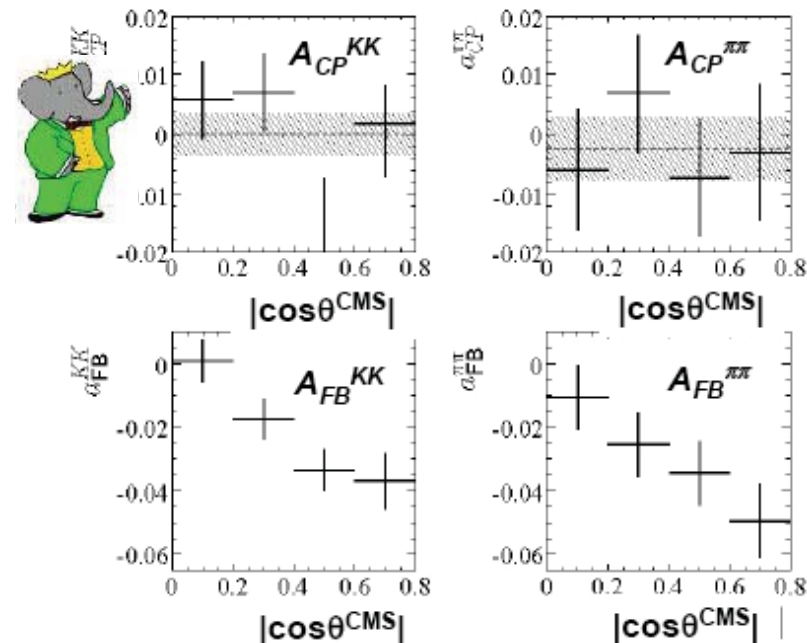 0.02 0.02
a_CP^KK A_CP^KK a_CP^ππ A_CP^ππ
0.01 0.01
0 0
-0.01 -0.01
-0.02 -0.02
0 0.2 0.4 0.6 0.8 0 0.2 0.4 0.6 0.8
|cosθ^CMS| |cosθ^CMS|
a_FB^KK A_FB^KK a_FB^ππ A_FB^ππ
0 0
-0.02 -0.02
-0.04 -0.04
-0.06 -0.06
0 0.2 0.4 0.6 0.8 0 0.2 0.4 0.6 0.8
|cosθ^CMS| |cosθ^CMS|